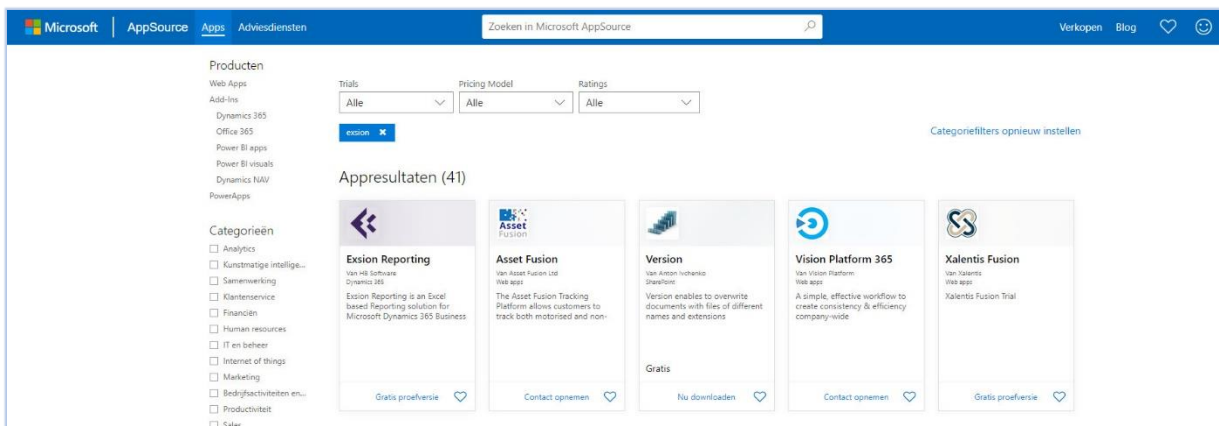 Microsoft AppSource Apps Adviesdiensten Zoeken in Microsoft AppSource Verkopen Blog
Producten
Web Apps
Add-Ins
Dynamics 365
Office 365
Power BI apps
Power BI visuals
Dynamics NAV
PowerApps
Categorieën
Analytics
Kunstmatige intellige...
Samenwerking
Klantenservice
Financiën
Human resources
IT en beheer
Internet of things
Marketing
Bedrijfsactiviteiten en...
Productiviteit
Sales
Trials Pricing Model Ratings
Alle Alle Alle
exsion
Categoriefilters opnieuw instellen
Appresultaten (41)
Exsion Reporting
Van HB Software
Dynamics 365
Exsion Reporting is an Excel
based Reporting solution for
Microsoft Dynamics 365 Business
Gratis proefversie
Asset
Fusion
Asset Fusion
Van Asset Fusion Ltd
Web apps
The Asset Fusion Tracking
Platform allows customers to
track both motorised and non-
Contact opnemen
Version
Van Anton Ivchenko
SharePoint
Version enables to overwrite
documents with files of different
names and extensions
Gratis
Nu downloaden
Vision Platform 365
Van Vision Platform
Web apps
A simple, effective workflow to
create consistency & efficiency
company-wide
Contact opnemen
Xalentis Fusion
Van Xalentis
Web apps
Xalentis Fusion Trial
Gratis proefversie